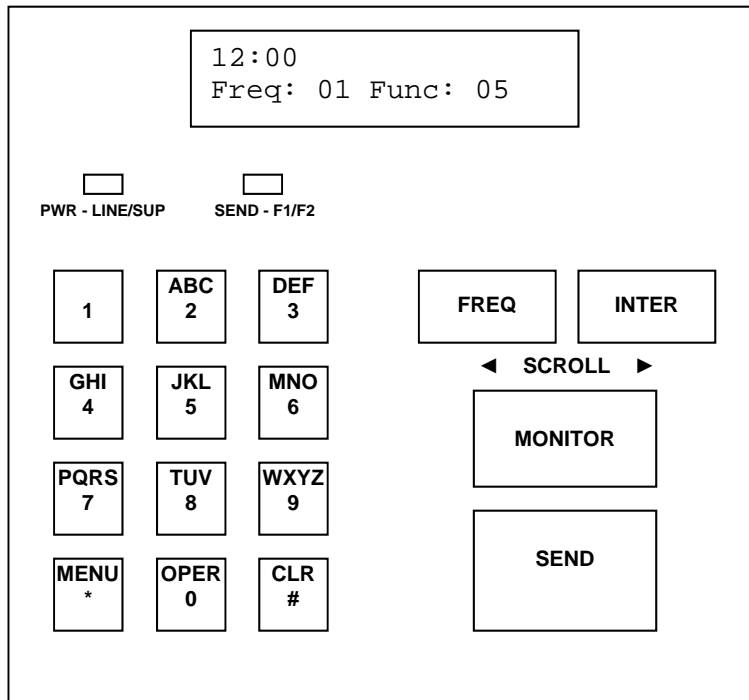 12:00
Freq: 01 Func: 05
PWR - LINE/SUP SEND - F1/F2
1
ABC
2
DEF
3
FREQ
INTER
◄ SCROLL ►
GHI
4
JKL
5
MNO
6
MONITOR
PQRS
7
TUV
8
WXYZ
9
SEND
MENU
*
OPER
0
CLR
#